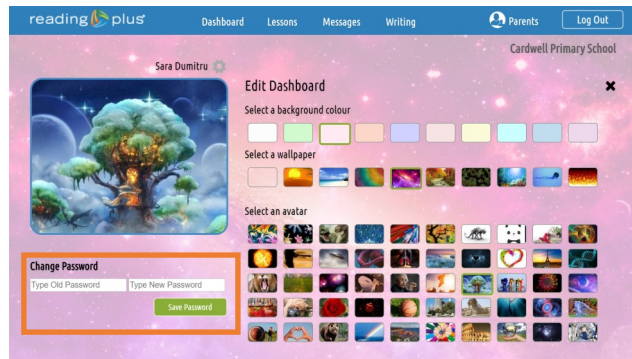 reading plus
Dashboard Lessons Messages Writing Parents Log Out
Cardwell Primary School
Sara Dumitru
Edit Dashboard
Select a background colour
Select a wallpaper
Select an avatar
Change Password
Type Old Password Type New Password
Save Password